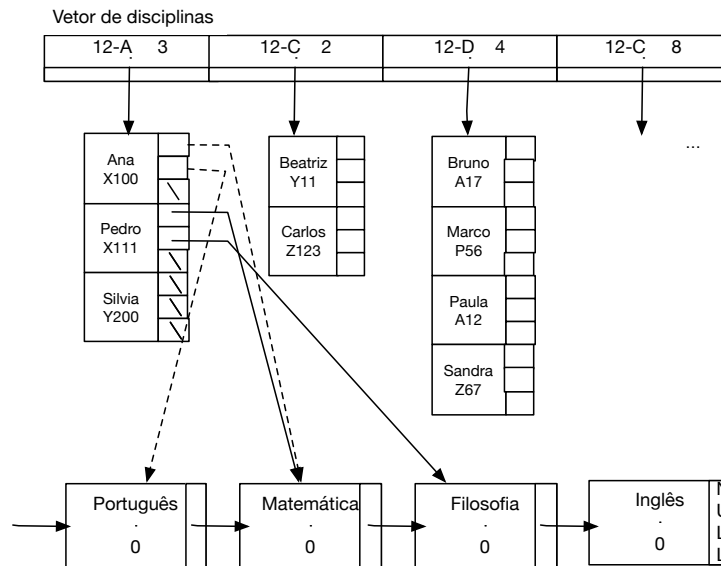 Vetor de disciplinas
12-A 3
12-C 2
12-D 4
12-C 8
.
.
.
.
Ana
X100
Pedro
X111
Silvia
Y200
Beatriz
Y11
Carlos
Z123
Bruno
A17
Marco
P56
Paula
A12
Sandra
Z67
...
Português
.
0
Matemática
.
0
Filosofia
.
0
Inglês
.
0
N
U
L
L